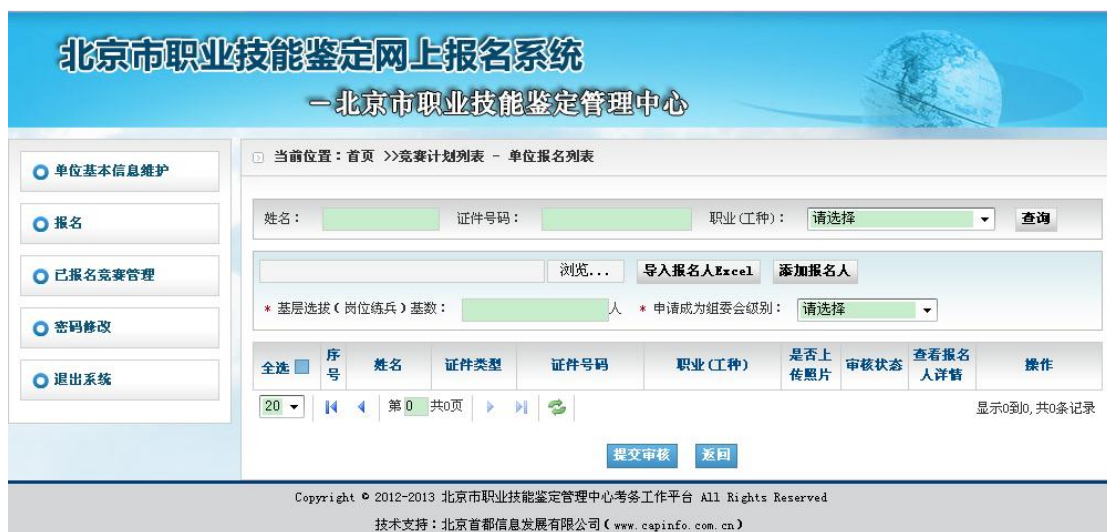 北京市职业技能鉴定网上报名系统
－北京市职业技能鉴定管理中心
单位基本信息维护
报名
已报名竞赛管理
密码修改
退出系统
当前位置：首页 >>竞赛计划列表 - 单位报名列表
姓名： 证件号码： 职业(工种)： 请选择 查询
浏览... 导入报名人Excel 添加报名人
* 基层选拔（岗位练兵）基数： 人 * 申请成为组委会级别： 请选择
全选 序号 姓名 证件类型 证件号码 职业(工种) 是否上传照片 审核状态 查看报名人详情 操作
20 第 0 共0页 显示0到0, 共0条记录
提交审核 返回
Copyright © 2012-2013 北京市职业技能鉴定管理中心考务工作平台 All Rights Reserved
技术支持：北京首都信息发展有限公司（www.capinfo.com.cn）